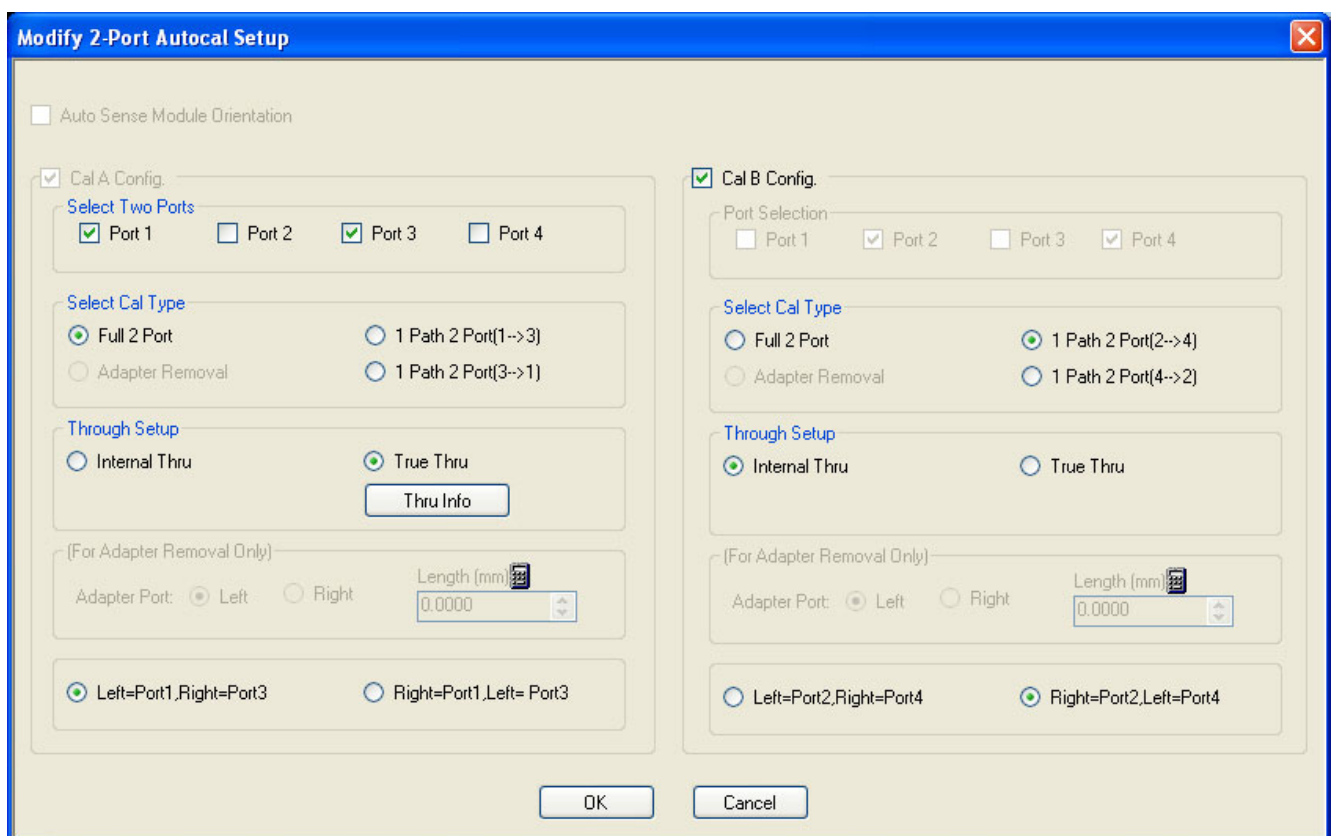 Modify 2-Port Autocal Setup
Auto Sense Module Orientation
Cal A Config.
Select Two Ports
Port 1 Port 2 Port 3 Port 4
Select Cal Type
Full 2 Port 1 Path 2 Port(1-->3)
Adapter Removal 1 Path 2 Port(3-->1)
Through Setup
Internal Thru True Thru
Thru Info
(For Adapter Removal Only)
Length (mm)
Adapter Port: Left Right
0.0000
Left=Port1,Right=Port3 Right=Port1,Left= Port3
Cal B Config.
Port Selection
Port 1 Port 2 Port 3 Port 4
Select Cal Type
Full 2 Port 1 Path 2 Port(2-->4)
Adapter Removal 1 Path 2 Port(4-->2)
Through Setup
Internal Thru True Thru
(For Adapter Removal Only)
Length (mm)
Adapter Port: Left Right
0.0000
Left=Port2,Right=Port4 Right=Port2,Left=Port4
OK Cancel